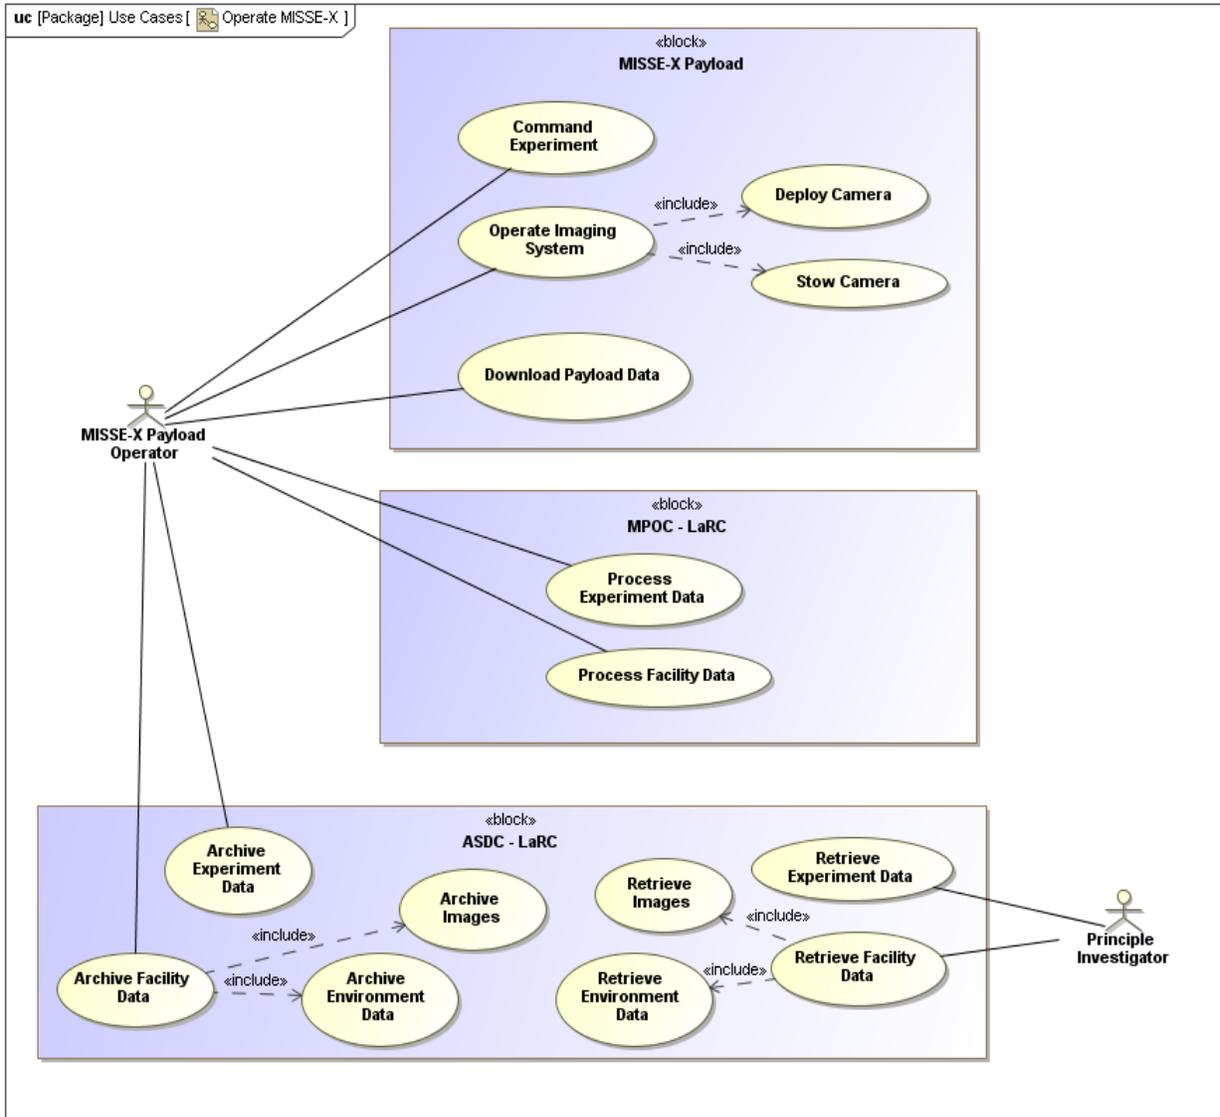 uc [Package] Use Cases [ Operate MISSE-X ]
«block»
MISSE-X Payload
Command
Experiment
Operate Imaging
System
«include»
Deploy Camera
«include»
Stow Camera
Download Payload Data
MISSE-X Payload
Operator
«block»
MPOC - LaRC
Process
Experiment Data
Process Facility Data
«block»
ASDC - LaRC
Archive
Experiment
Data
Archive
Images
«include»
Archive Facility
Data
«include»
Archive
Environment
Data
Retrieve
Images
Retrieve
Experiment Data
«include»
Retrieve Facility
Data
«include»
Retrieve
Environment
Data
Principle
Investigator